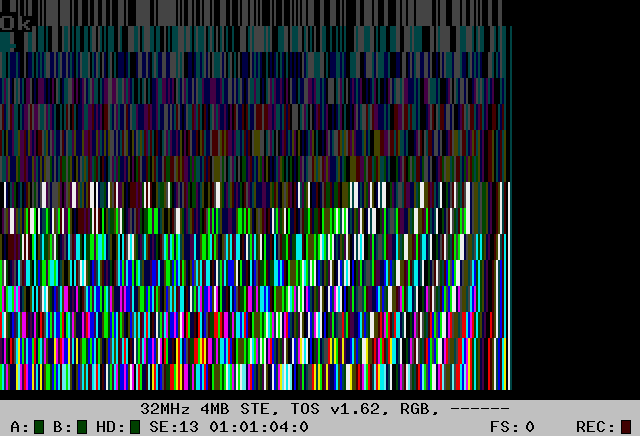 Ok
32MHz 4MB STE, TOS v1.62, RGB, ------
A: B: HD: SE:13 01:01:04:0 FS: 0 REC: